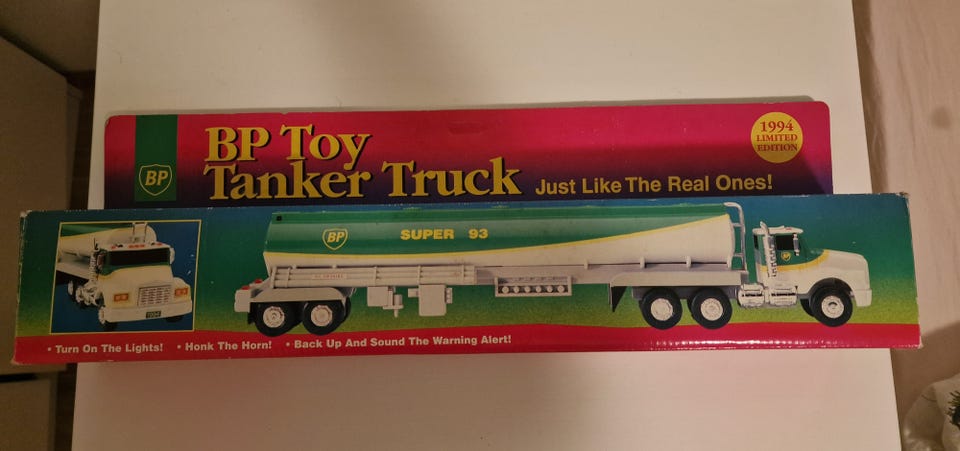 BP Toy
Tanker Truck
Just Like The Real Ones!
1994
LIMITED
EDITION
BP
BP
SUPER 93
1994
• Turn On The Lights! • Honk The Horn! • Back Up And Sound The Warning Alert!